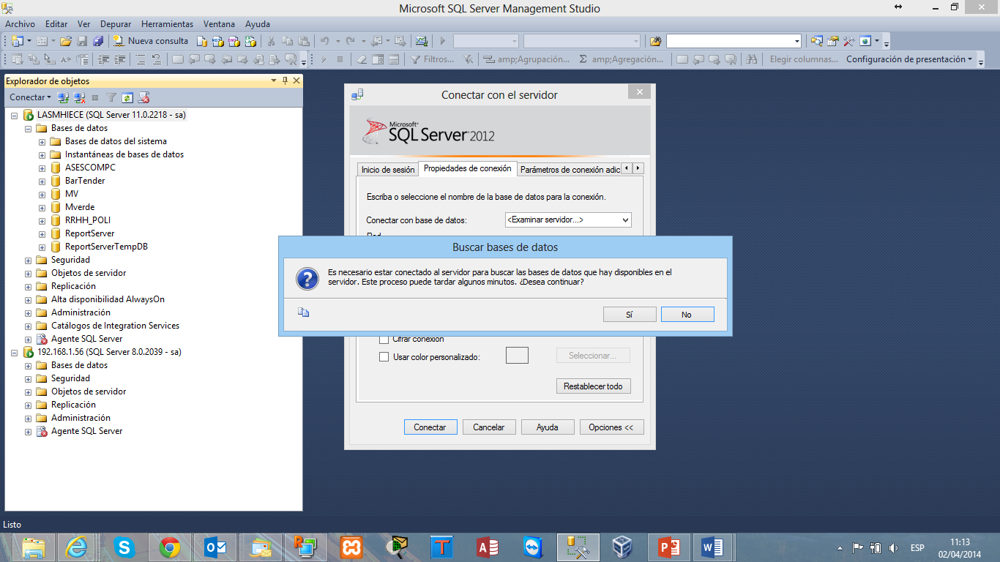 Microsoft SQL Server Management Studio
Archivo Editar Ver Depurar Herramientas Ventana Ayuda
Nueva consulta
Filtros... amp;Agrupación... Σ amp;Agregación... Elegir columnas... Configuración de presentación
Explorador de objetos
Conectar
LASMHIECE (SQL Server 11.0.2218 - sa)
Bases de datos
Bases de datos del sistema
Instantáneas de bases de datos
ASESCOMPC
BarTender
MV
Mverde
RRHH_POLI
ReportServer
ReportServerTempDB
Seguridad
Objetos de servidor
Replicación
Alta disponibilidad AlwaysOn
Administración
Catálogos de Integration Services
Agente SQL Server
192.168.1.56 (SQL Server 8.0.2039 - sa)
Bases de datos
Seguridad
Objetos de servidor
Replicación
Administración
Agente SQL Server
Conectar con el servidor
Microsoft®
SQL Server® 2012
Inicio de sesión Propiedades de conexión Parámetros de conexión adic
Escriba o seleccione el nombre de la base de datos para la conexión.
Conectar con base de datos: <Examinar servidor...>
Red
Buscar bases de datos
Es necesario estar conectado al servidor para buscar las bases de datos que hay disponibles en el
servidor. Este proceso puede tardar algunos minutos. ¿Desea continuar?
Sí No
Cifrar conexión
Usar color personalizado: Seleccionar...
Restablecer todo
Conectar Cancelar Ayuda Opciones <<
Listo
ESP
11:13
02/04/2014